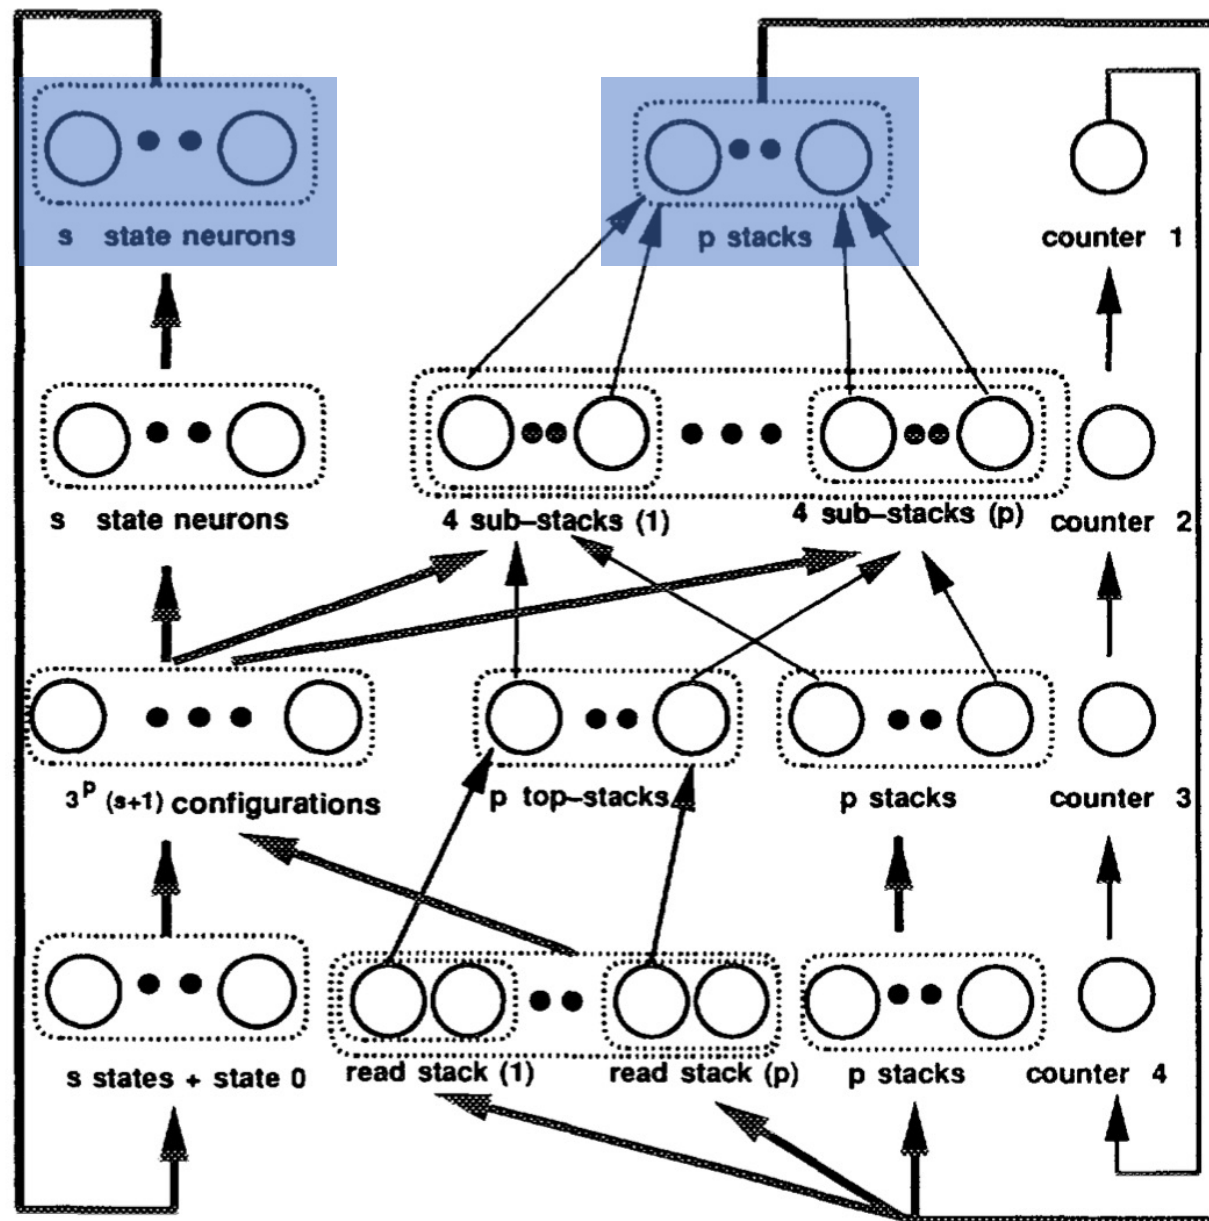 s state neurons
p stacks
counter 1
s state neurons
4 sub-stacks (1)
4 sub-stacks (p)
counter 2
3^p (s+1) configurations
p top-stacks
p stacks
counter 3
s states + state 0
read stack (1)
read stack (p)
p stacks
counter 4